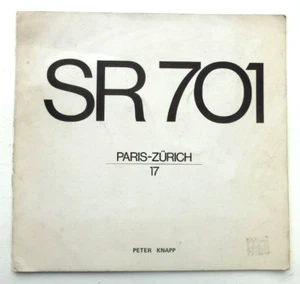 SR 701
PARIS-ZÜRICH
17
PETER KNAPP